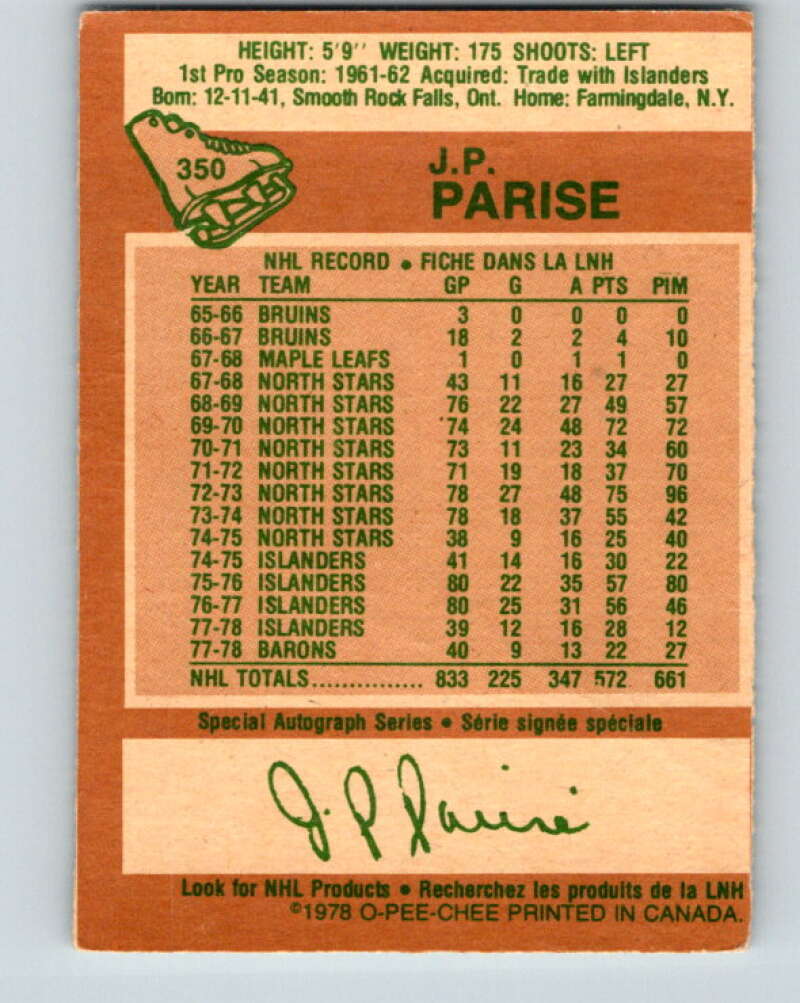 HEIGHT: 5'9'' WEIGHT: 175 SHOOTS: LEFT
1st Pro Season: 1961-62 Acquired: Trade with Islanders
Born: 12-11-41, Smooth Rock Falls, Ont. Home: Farmingdale, N.Y.
350
J.P.
PARISE
NHL RECORD • FICHE DANS LA LNH
YEAR TEAM GP G A PTS PIM
65-66 BRUINS 3 0 0 0 0
66-67 BRUINS 18 2 2 4 10
67-68 MAPLE LEAFS 1 0 1 1 0
67-68 NORTH STARS 43 11 16 27 27
68-69 NORTH STARS 76 22 27 49 57
69-70 NORTH STARS 74 24 48 72 72
70-71 NORTH STARS 73 11 23 34 60
71-72 NORTH STARS 71 19 18 37 70
72-73 NORTH STARS 78 27 48 75 96
73-74 NORTH STARS 78 18 37 55 42
74-75 NORTH STARS 38 9 16 25 40
74-75 ISLANDERS 41 14 16 30 22
75-76 ISLANDERS 80 22 35 57 80
76-77 ISLANDERS 80 25 31 56 46
77-78 ISLANDERS 39 12 16 28 12
77-78 BARONS 40 9 13 22 27
NHL TOTALS............... 833 225 347 572 661
Special Autograph Series • Série signée spéciale
J. P. Parise
Look for NHL Products • Recherchez les produits de la LNH
©1978 O-PEE-CHEE PRINTED IN CANADA.